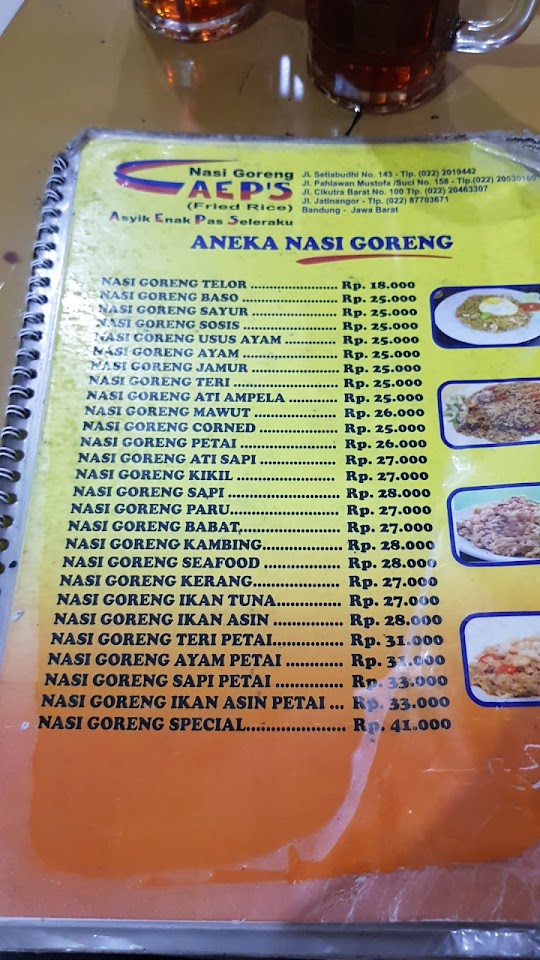 Nasi Goreng
CAEP'S
(Fried Rice)
Asyik Enak Pas Seleraku
Jl. Setiabudhi No. 143 - Tlp. (022) 2019442
Jl. Pahlawan Mustofa /Suci No. 158 - Tlp.(022) 20530160
Jl. Cikutra Barat No. 100 Tlp. (022) 20463307
Jl. Jatinangor - Tlp. (022) 87703671
Bandung - Jawa Barat
ANEKA NASI GORENG
NASI GORENG TELOR ........................ Rp. 18.000
NASI GORENG BASO .......................... Rp. 25.000
NASI GORENG SAYUR ........................ Rp. 25.000
NASI GORENG SOSIS .......................... Rp. 25.000
NASI GORENG USUS AYAM .............. Rp. 25.000
NASI GORENG AYAM .......................... Rp. 25.000
NASI GORENG JAMUR ........................ Rp. 25.000
NASI GORENG TERI ............................ Rp. 25.000
NASI GORENG ATI AMPELA ............. Rp. 25.000
NASI GORENG MAWUT ...................... Rp. 26.000
NASI GORENG CORNED ...................... Rp. 25.000
NASI GORENG PETAI .......................... Rp. 26.000
NASI GORENG ATI SAPI ..................... Rp. 27.000
NASI GORENG KIKIL .......................... Rp. 27.000
NASI GORENG SAPI ............................. Rp. 28.000
NASI GORENG PARU............................ Rp. 27.000
NASI GORENG BABAT.......................... Rp. 27.000
NASI GORENG KAMBING.................... Rp. 28.000
NASI GORENG SEAFOOD .................... Rp. 28.000
NASI GORENG KERANG...................... Rp. 27.000
NASI GORENG IKAN TUNA................ Rp. 27.000
NASI GORENG IKAN ASIN ................. Rp. 28.000
NASI GORENG TERI PETAI................. Rp. 31.000
NASI GORENG AYAM PETAI .............. Rp. 31.000
NASI GORENG SAPI PETAI ................. Rp. 33.000
NASI GORENG IKAN ASIN PETAI ... Rp. 33.000
NASI GORENG SPECIAL....................... Rp. 41.000